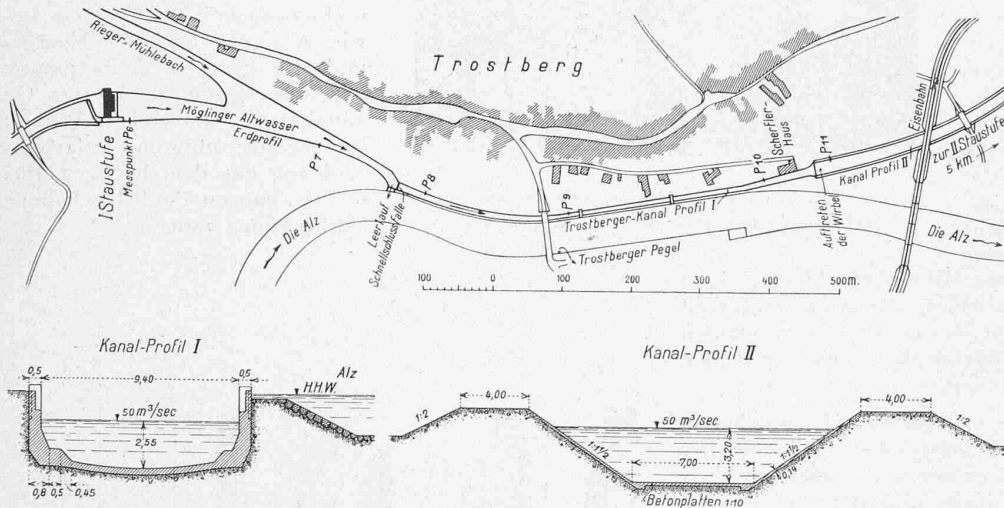 Rieger-Mühlebach
Trostberg
Möglinger Altwasser
Erdprofil
I Staustufe
Messpunkt P6
P7
P8
Leerlauf
Schnellschlussfalle
Die Alz
P9
Trostberger-Kanal Profil I
Trostberger Pegel
P10
Scherfler-
Haus
P11
Auftreten
der Wirbel
Kanal Profil II
Eisenbahn
zur II Staustufe
5 km.
Die Alz
100 0 100 200 300 400 500m.
Kanal-Profil I
0,5 9,40 0,5
Alz
H.H.W.
50 m³/sec
2,55
0,8 0,5 0,45
Kanal-Profil II
4,00 4,00
1:2 1:2
50 m³/sec
1:1½ 7,00 3,20 1:1½
0,14
Betonplatten 1:10